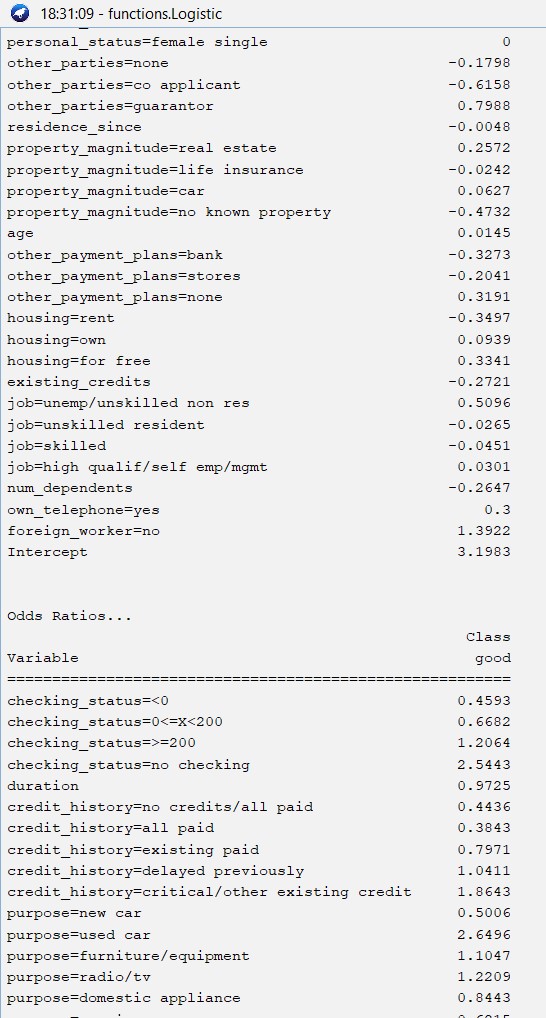 18:31:09 - functions.Logistic
personal_status=female single 0
other_parties=none -0.1798
other_parties=co applicant -0.6158
other_parties=guarantor 0.7988
residence_since -0.0048
property_magnitude=real estate 0.2572
property_magnitude=life insurance -0.0242
property_magnitude=car 0.0627
property_magnitude=no known property -0.4732
age 0.0145
other_payment_plans=bank -0.3273
other_payment_plans=stores -0.2041
other_payment_plans=none 0.3191
housing=rent -0.3497
housing=own 0.0939
housing=for free 0.3341
existing_credits -0.2721
job=unemp/unskilled non res 0.5096
job=unskilled resident -0.0265
job=skilled -0.0451
job=high qualif/self emp/mgmt 0.0301
num_dependents -0.2647
own_telephone=yes 0.3
foreign_worker=no 1.3922
Intercept 3.1983
Odds Ratios...
Class
Variable good
=========================================================
checking_status=<0 0.4593
checking_status=0<=X<200 0.6682
checking_status=>=200 1.2064
checking_status=no checking 2.5443
duration 0.9725
credit_history=no credits/all paid 0.4436
credit_history=all paid 0.3843
credit_history=existing paid 0.7971
credit_history=delayed previously 1.0411
credit_history=critical/other existing credit 1.8643
purpose=new car 0.5006
purpose=used car 2.6496
purpose=furniture/equipment 1.1047
purpose=radio/tv 1.2209
purpose=domestic appliance 0.8443